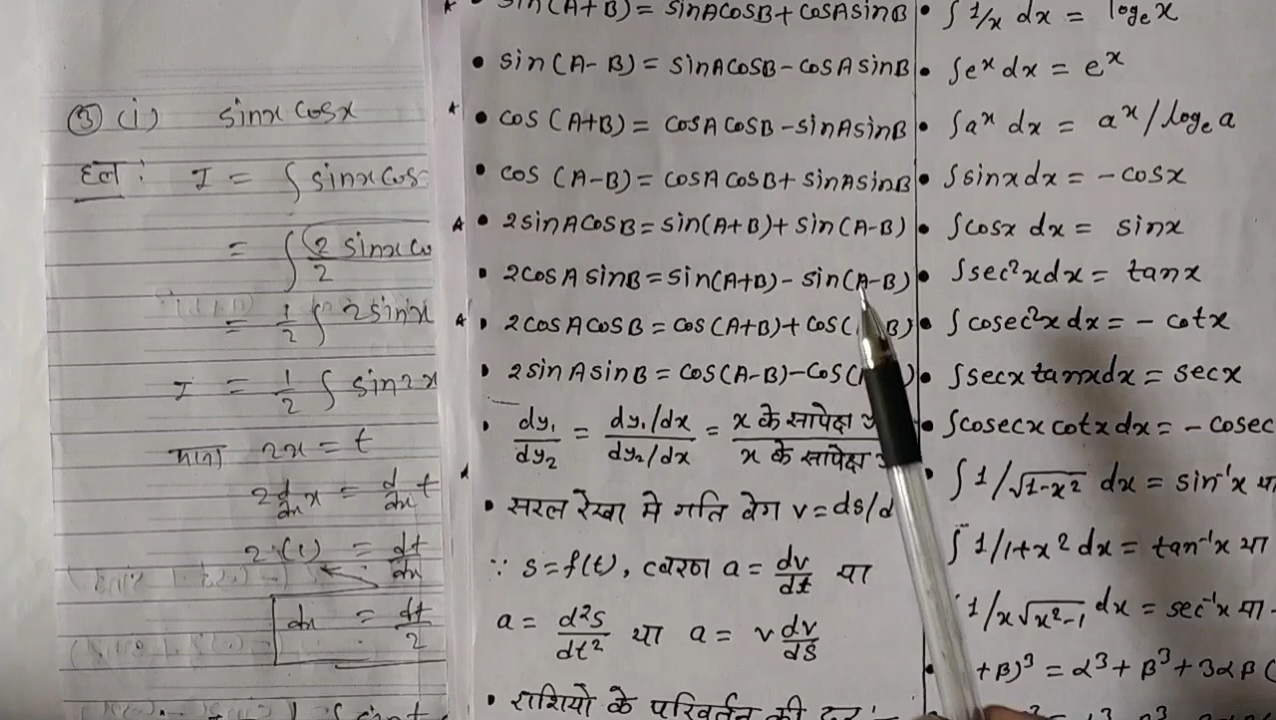 ③ (i) sinx cosx
हल : I = ∫ sinx cos
= ∫ 2 sinx co/2
= 1/2 ∫ 2 sinx
I = 1/2 ∫ sin2x
माना 2x = t
2 d/dx x = d/dx t
2 (1) = dt/dx
dx = dt/2
• sin(A+B) = sinAcosB + cosAsinB
• sin(A-B) = sinAcosB - cosAsinB
• cos(A+B) = cosAcosB - sinAsinB
• cos(A-B) = cosAcosB + sinAsinB
• 2sinAcosB = sin(A+B) + sin(A-B)
• 2cosAsinB = sin(A+B) - sin(A-B)
• 2cosAcosB = cos(A+B) + cos( B)
• 2sinAsinB = cos(A-B) - cos(A )
• dy₁/dy₂ = dy₁/dx / dy₂/dx = x के सापेक्ष / x के सापेक्ष
• सरल रेखा मे गति वेग v = ds/d
∵ s = f(t), त्वरण a = dv/dt या
a = d²s/dt² या a = v dv/ds
• राशियो के परिवर्तन की दर :-
• ∫ 1/x dx = logₑ x
• ∫ eˣ dx = eˣ
• ∫ aˣ dx = aˣ / logₑ a
• ∫ sinx dx = - cosx
• ∫ cosx dx = sinx
• ∫ sec²x dx = tanx
• ∫ cosec²x dx = - cotx
• ∫ secx tanx dx = secx
• ∫ cosecx cotx dx = - cosec
• ∫ 1/√1-x² dx = sin⁻¹x या
∫ 1/1+x² dx = tan⁻¹x या
1/x√x²-1 dx = sec⁻¹x या -
• +β)³ = α³ + β³ + 3αβ (